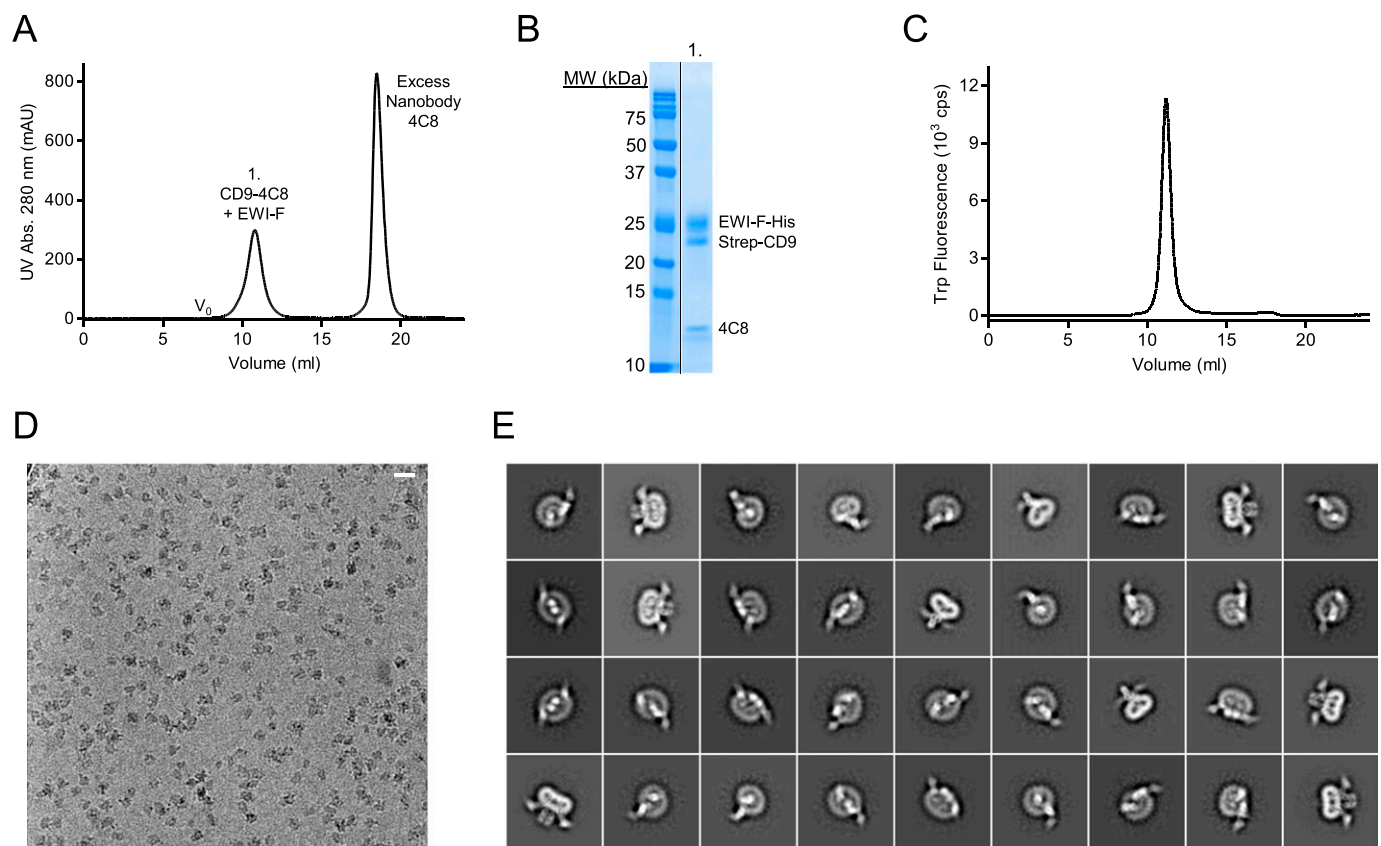 A
UV Abs. 280 nm (mAU)
800
600
400
200
0
0
5
10
15
20
Volume (ml)
V0
1.
CD9-4C8
+ EWI-F
Excess
Nanobody
4C8
B
1.
MW (kDa)
75
50
37
25
20
15
10
EWI-F-His
Strep-CD9
4C8
C
Trp Fluorescence (10³ cps)
12
9
6
3
0
0
5
10
15
20
Volume (ml)
D
E